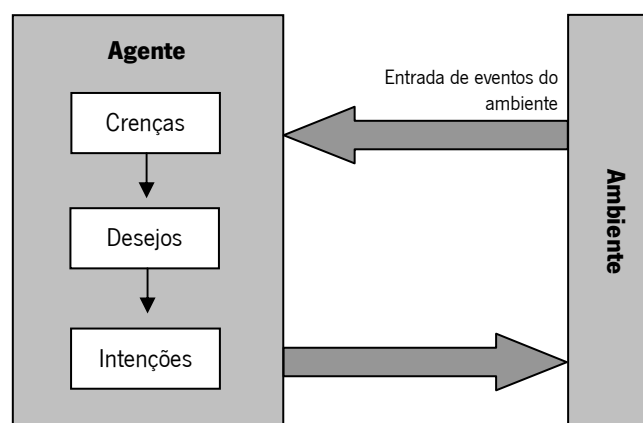 Agente
Crenças
Desejos
Intenções
Entrada de eventos do
ambiente
Ambiente